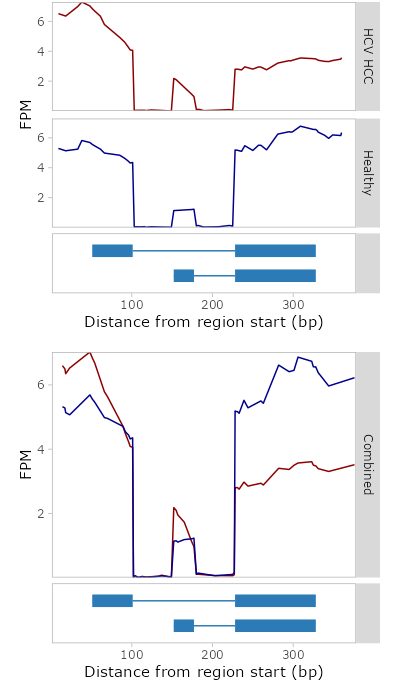 6
4
2
HCV HCC
FPM
6
4
2
Healthy
100 200 300
Distance from region start (bp)
6
4
2
FPM
Combined
100 200 300
Distance from region start (bp)